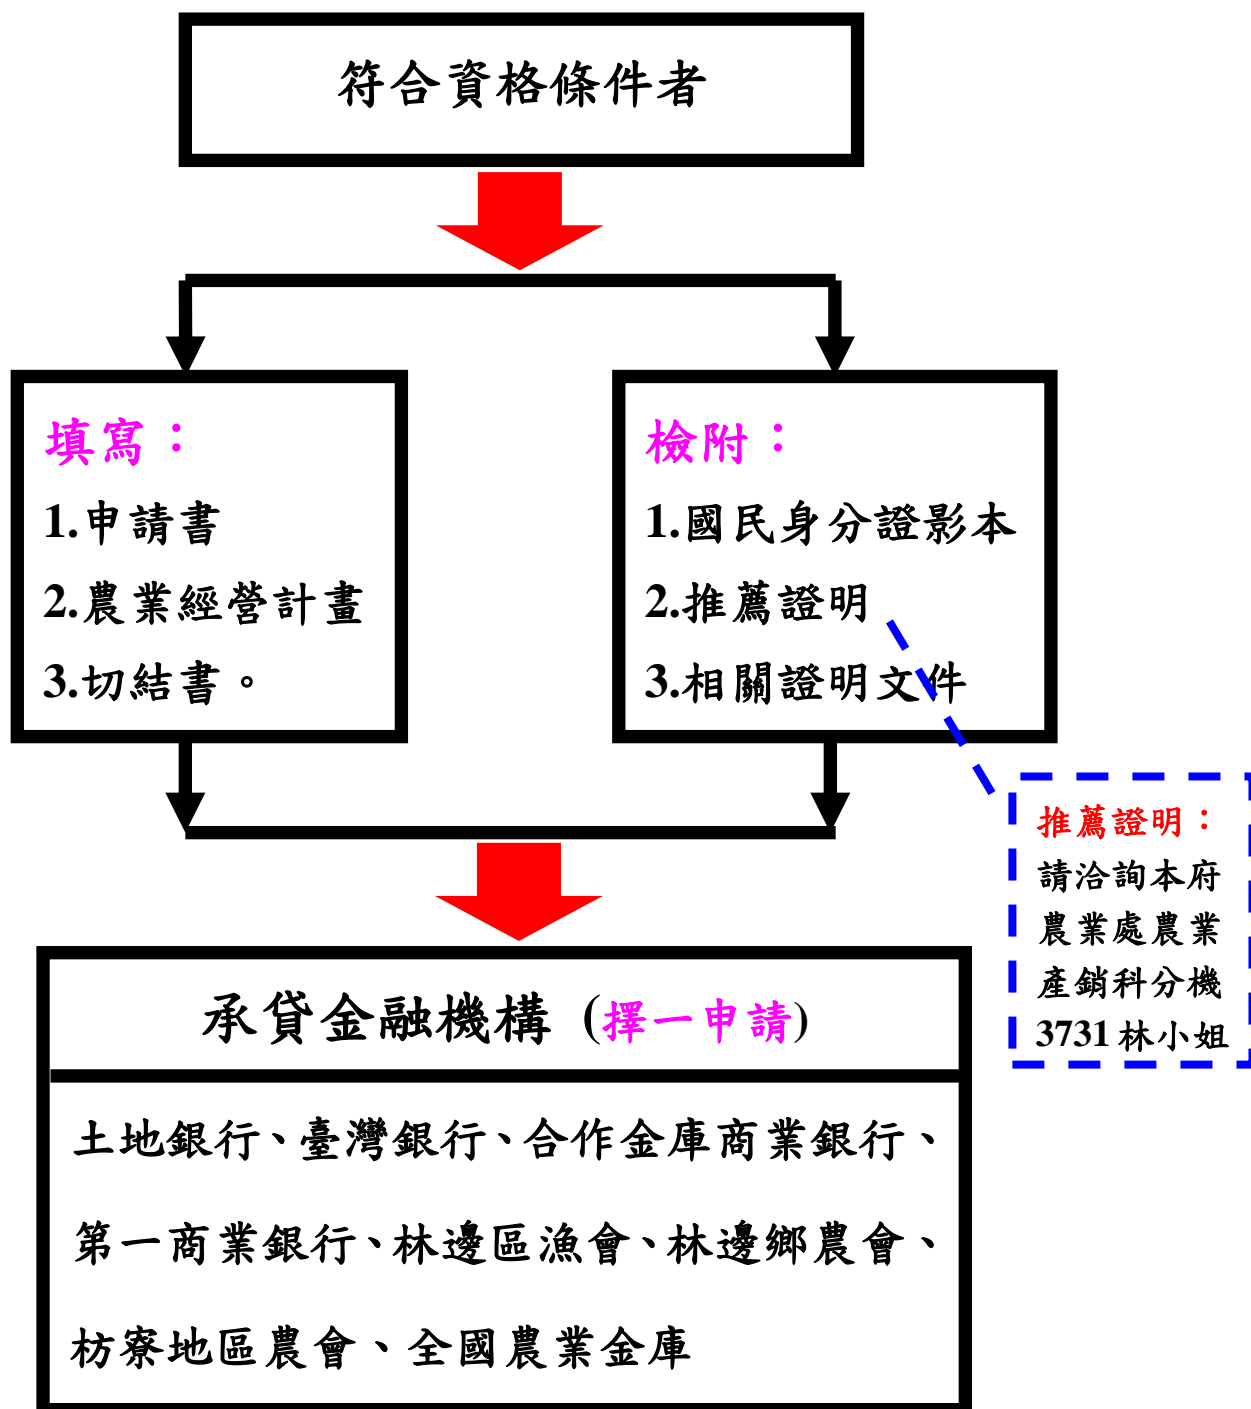 符合資格條件者
填寫：
1.申請書
2.農業經營計畫
3.切結書。
檢附：
1.國民身分證影本
2.推薦證明
3.相關證明文件
推薦證明：
請洽詢本府
農業處農業
產銷科分機
3731 林小姐
承貸金融機構 (擇一申請)
土地銀行、臺灣銀行、合作金庫商業銀行、
第一商業銀行、林邊區漁會、林邊鄉農會、
枋寮地區農會、全國農業金庫